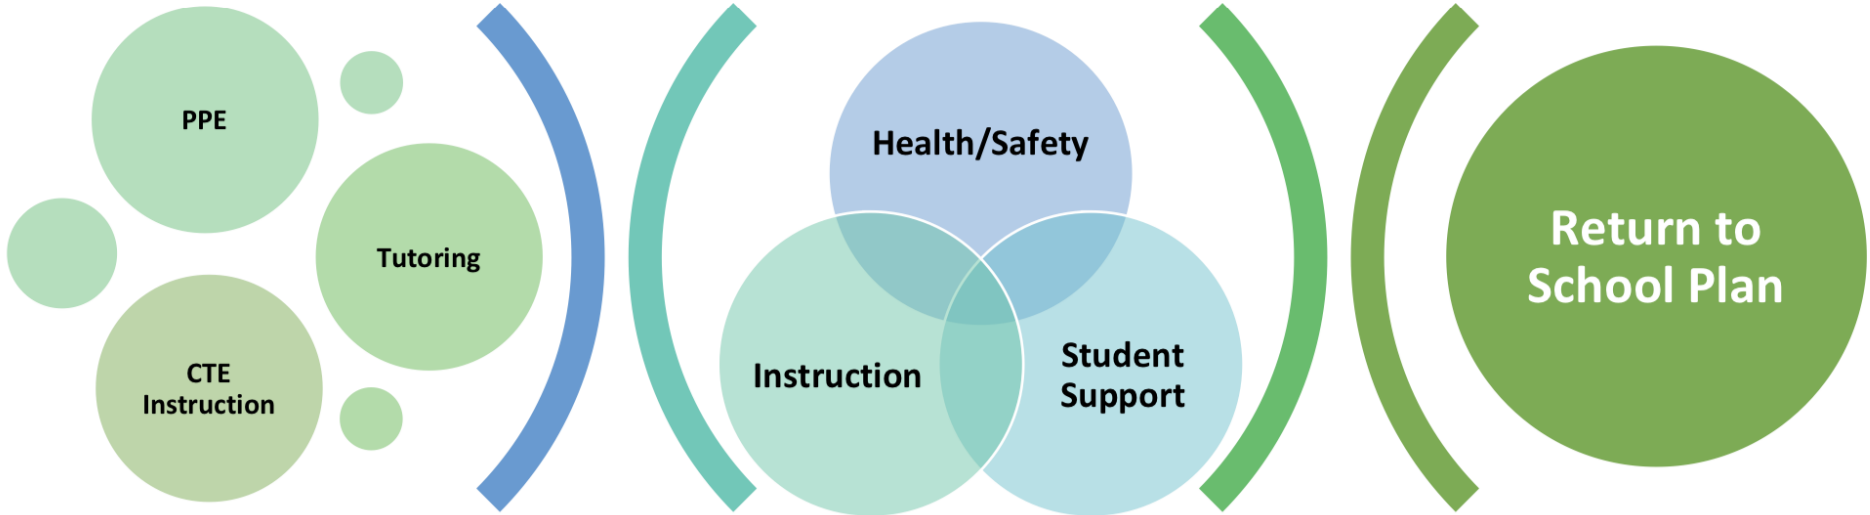 PPE
Tutoring
CTE
Instruction
Health/Safety
Instruction
Student
Support
Return to
School Plan